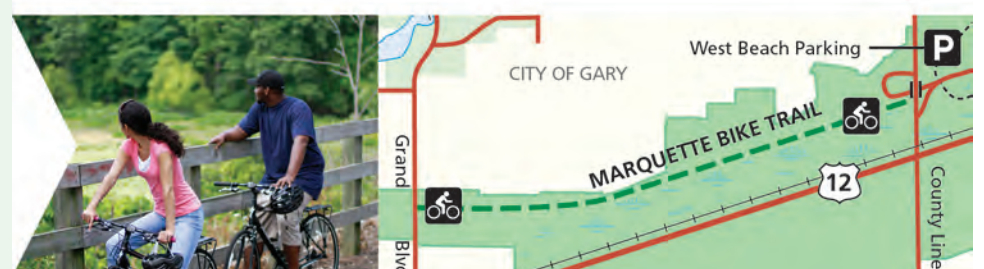 West Beach Parking
P
CITY OF GARY
MARQUETTE BIKE TRAIL
Grand
Blvd
12
County Line